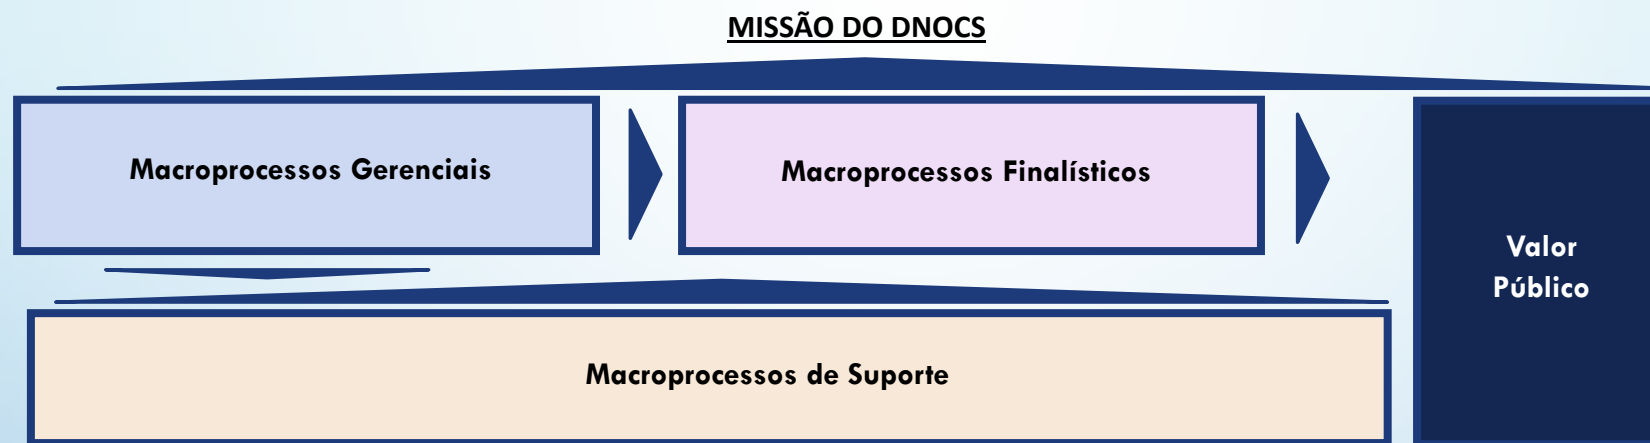 MISSÃO DO DNOCS
Macroprocessos Gerenciais
Macroprocessos Finalísticos
Valor
Público
Macroprocessos de Suporte